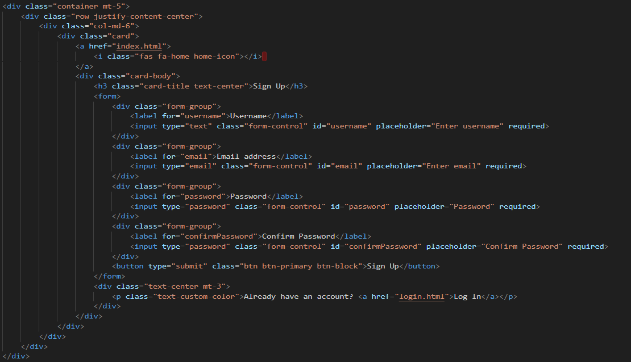 <div class="container mt-5">
<div class="row justify-content-center">
<div class="col-md-6">
<div class="card">
<a href="index.html">
<i class="fas fa-home home-icon"></i>
</a>
<div class="card-body">
<h3 class="card-title text-center">Sign Up</h3>
<form>
<div class="form-group">
<label for="username">Username</label>
<input type="text" class="form-control" id="username" placeholder="Enter username" required>
</div>
<div class="form-group">
<label for="email">Email address</label>
<input type="email" class="form-control" id="email" placeholder="Enter email" required>
</div>
<div class="form-group">
<label for="password">Password</label>
<input type="password" class="form-control" id="password" placeholder="Password" required>
</div>
<div class="form-group">
<label for="confirmPassword">Confirm Password</label>
<input type="password" class="form-control" id="confirmPassword" placeholder="Confirm Password" required>
</div>
<button type="submit" class="btn btn-primary btn-block">Sign Up</button>
</form>
<div class="text-center mt-3">
<p class="text-custom-color">Already have an account? <a href="login.html">Log In</a></p>
</div>
</div>
</div>
</div>
</div>
</div>